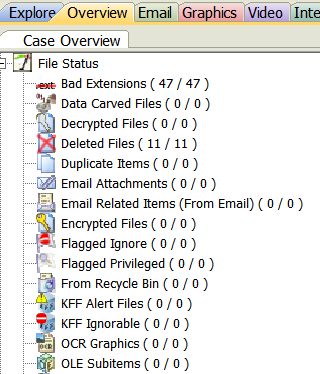 Explore Overview Email Graphics Video Inte
Case Overview
File Status
Bad Extensions ( 47 / 47 )
Data Carved Files ( 0 / 0 )
Decrypted Files ( 0 / 0 )
Deleted Files ( 11 / 11 )
Duplicate Items ( 0 / 0 )
Email Attachments ( 0 / 0 )
Email Related Items (From Email) ( 0 / 0 )
Encrypted Files ( 0 / 0 )
Flagged Ignore ( 0 / 0 )
Flagged Privileged ( 0 / 0 )
From Recycle Bin ( 0 / 0 )
KFF Alert Files ( 0 / 0 )
KFF Ignorable ( 0 / 0 )
OCR Graphics ( 0 / 0 )
OLE Subitems ( 0 / 0 )